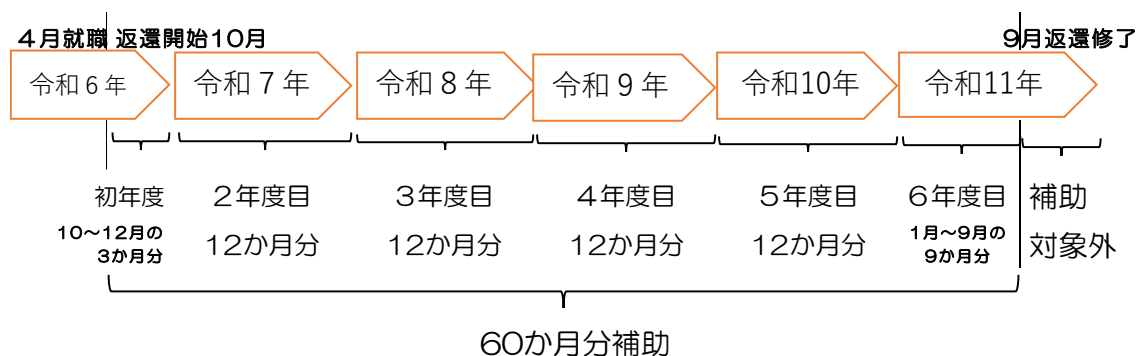 ４月就職 返還開始１０月
９月返還修了
令和６年
令和７年
令和８年
令和９年
令和10年
令和11年
初年度
２年度目
３年度目
４年度目
５年度目
６年度目
補助
10～12月の
３か月分
12か月分
12か月分
12か月分
12か月分
１月～９月の
９か月分
対象外
60か月分補助